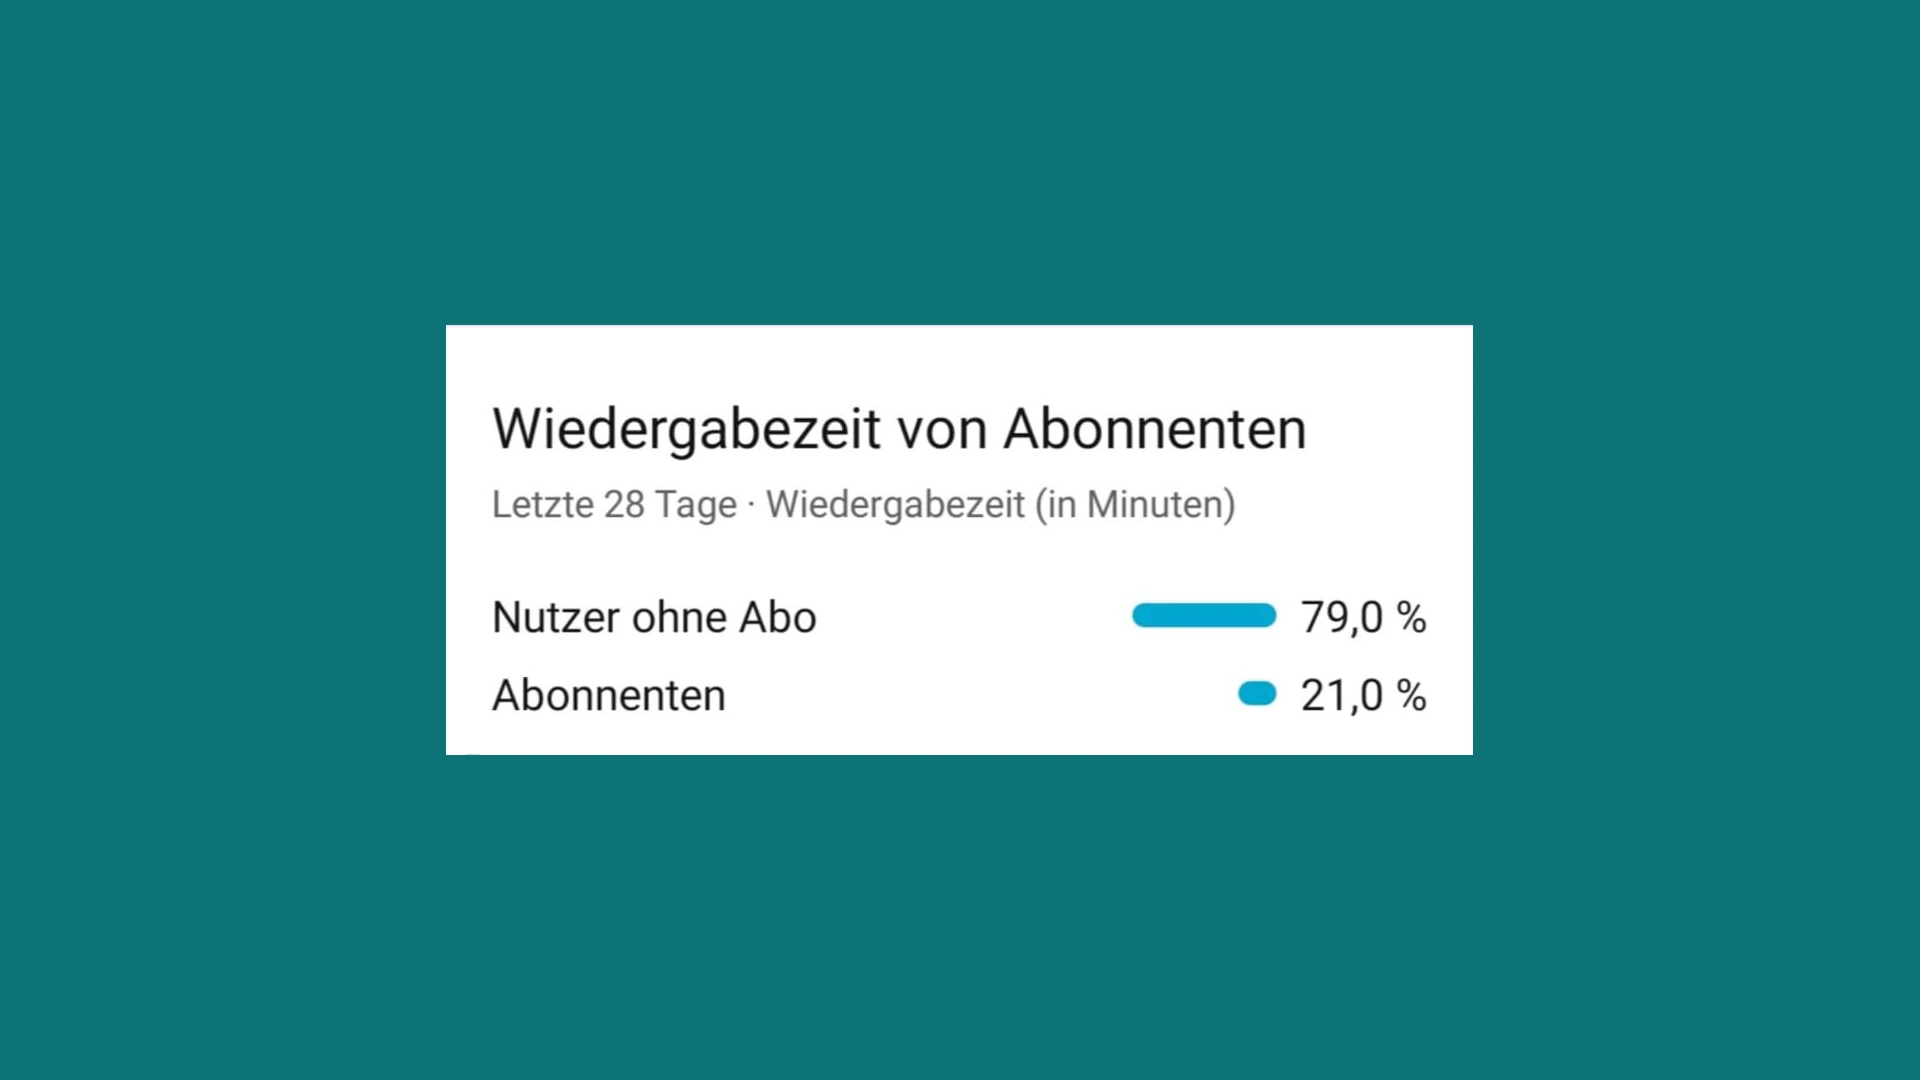 Wiedergabezeit von Abonnenten
Letzte 28 Tage · Wiedergabezeit (in Minuten)
Nutzer ohne Abo 79,0 %
Abonnenten 21,0 %